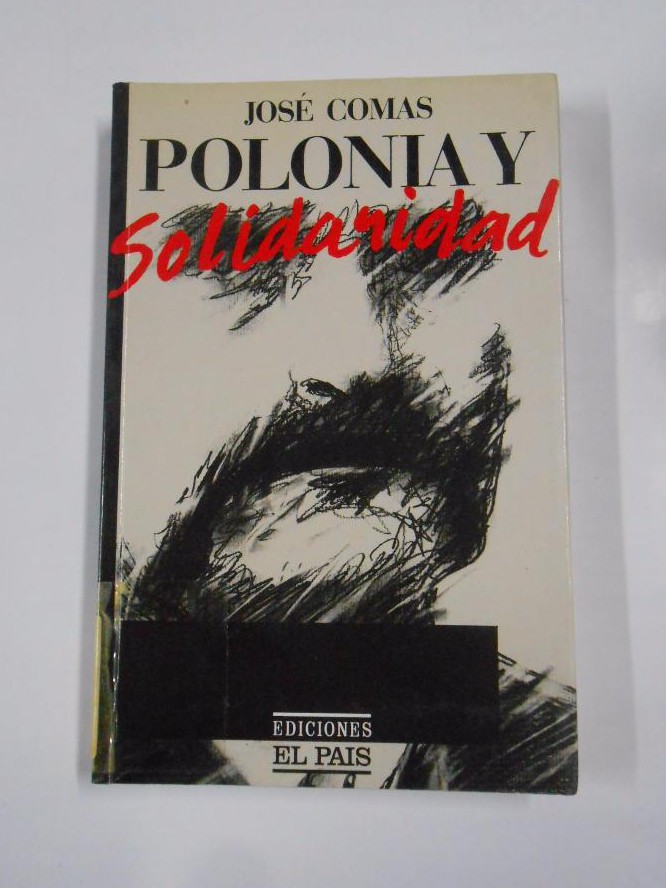 JOSÉ COMAS
POLONIA Y
Solidaridad
EDICIONES
EL PAIS